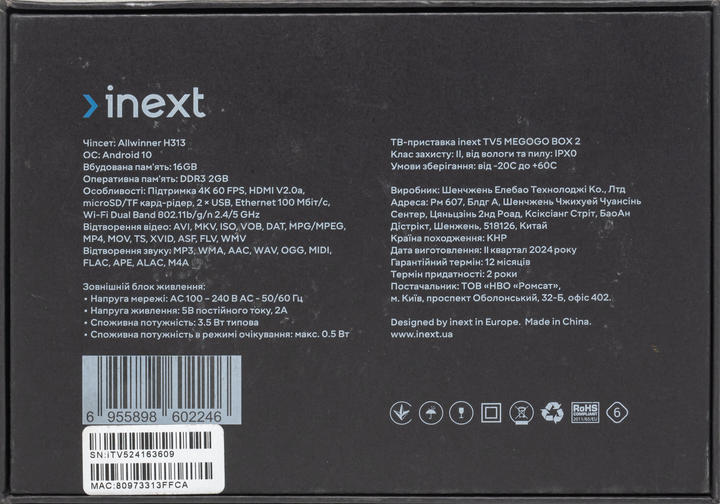 inext
Чіпсет: Allwinner H313
ОС: Android 10
Вбудована пам'ять: 16GB
Оперативна пам'ять: DDR3 2GB
Особливості: Підтримка 4K 60 FPS, HDMI V2.0a,
microSD/TF кард-рідер, 2 × USB, Ethernet 100 Мбіт/с,
Wi-Fi Dual Band 802.11b/g/n 2.4/5 GHz
Відтворення відео: AVI, MKV, ISO, VOB, DAT, MPG/MPEG,
MP4, MOV, TS, XVID, ASF, FLV, WMV
Відтворення звуку: MP3, WMA, AAC, WAV, OGG, MIDI,
FLAC, APE, ALAC, M4A
Зовнішній блок живлення:
• Напруга мережі: AC 100 – 240 В AC - 50/60 Гц
• Напруга живлення: 5В постійного току, 2А
• Споживна потужність: 3.5 Вт типова
• Споживна потужність в режимі очікування: макс. 0.5 Вт
6 955898 602246
SN:iTV524163609
MAC:80973313FFCA
ТВ-приставка inext TV5 MEGOGO BOX 2
Клас захисту: II, від вологи та пилу: IPX0
Умови зберігання: від -20С до +60С
Виробник: Шенчжень Елебао Технолоджі Ко., Лтд
Адреса: Рм 607, Блдг А, Шенчжень Чжихуей Чуансінь
Сентер, Цяньцзінь 2нд Роад, Ксіксіанг Стріт, БаоАн
Дістрікт, Шенжень, 518126, Китай
Країна походження: КНР
Дата виготовлення: II квартал 2024 року
Гарантійний термін: 12 місяців
Термін придатності: 2 роки
Постачальник: ТОВ «НВО «Ромсат»,
м. Київ, проспект Оболонський, 32-Б, офіс 402.
Designed by inext in Europe. Made in China.
www.inext.ua
RoHS
COMPLIANT
2011/65/EU
6